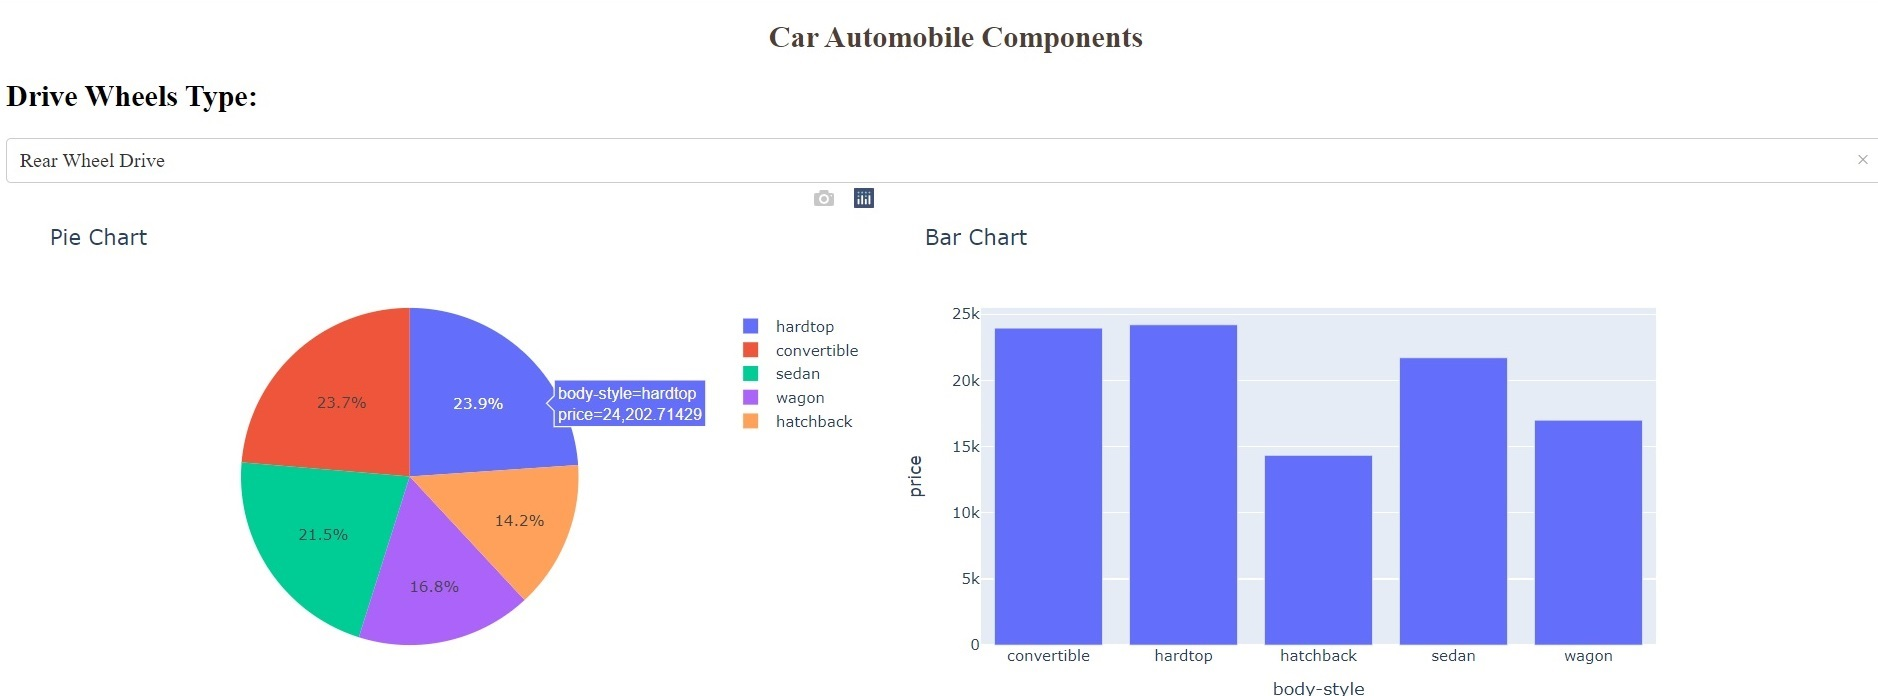 Car Automobile Components
Drive Wheels Type:
Rear Wheel Drive
×
Pie Chart
23.7%
23.9%
21.5%
14.2%
16.8%
body-style=hardtop
price=24,202.71429
hardtop
convertible
sedan
wagon
hatchback
Bar Chart
25k
20k
15k
10k
5k
0
price
convertible hardtop hatchback sedan wagon
body-style